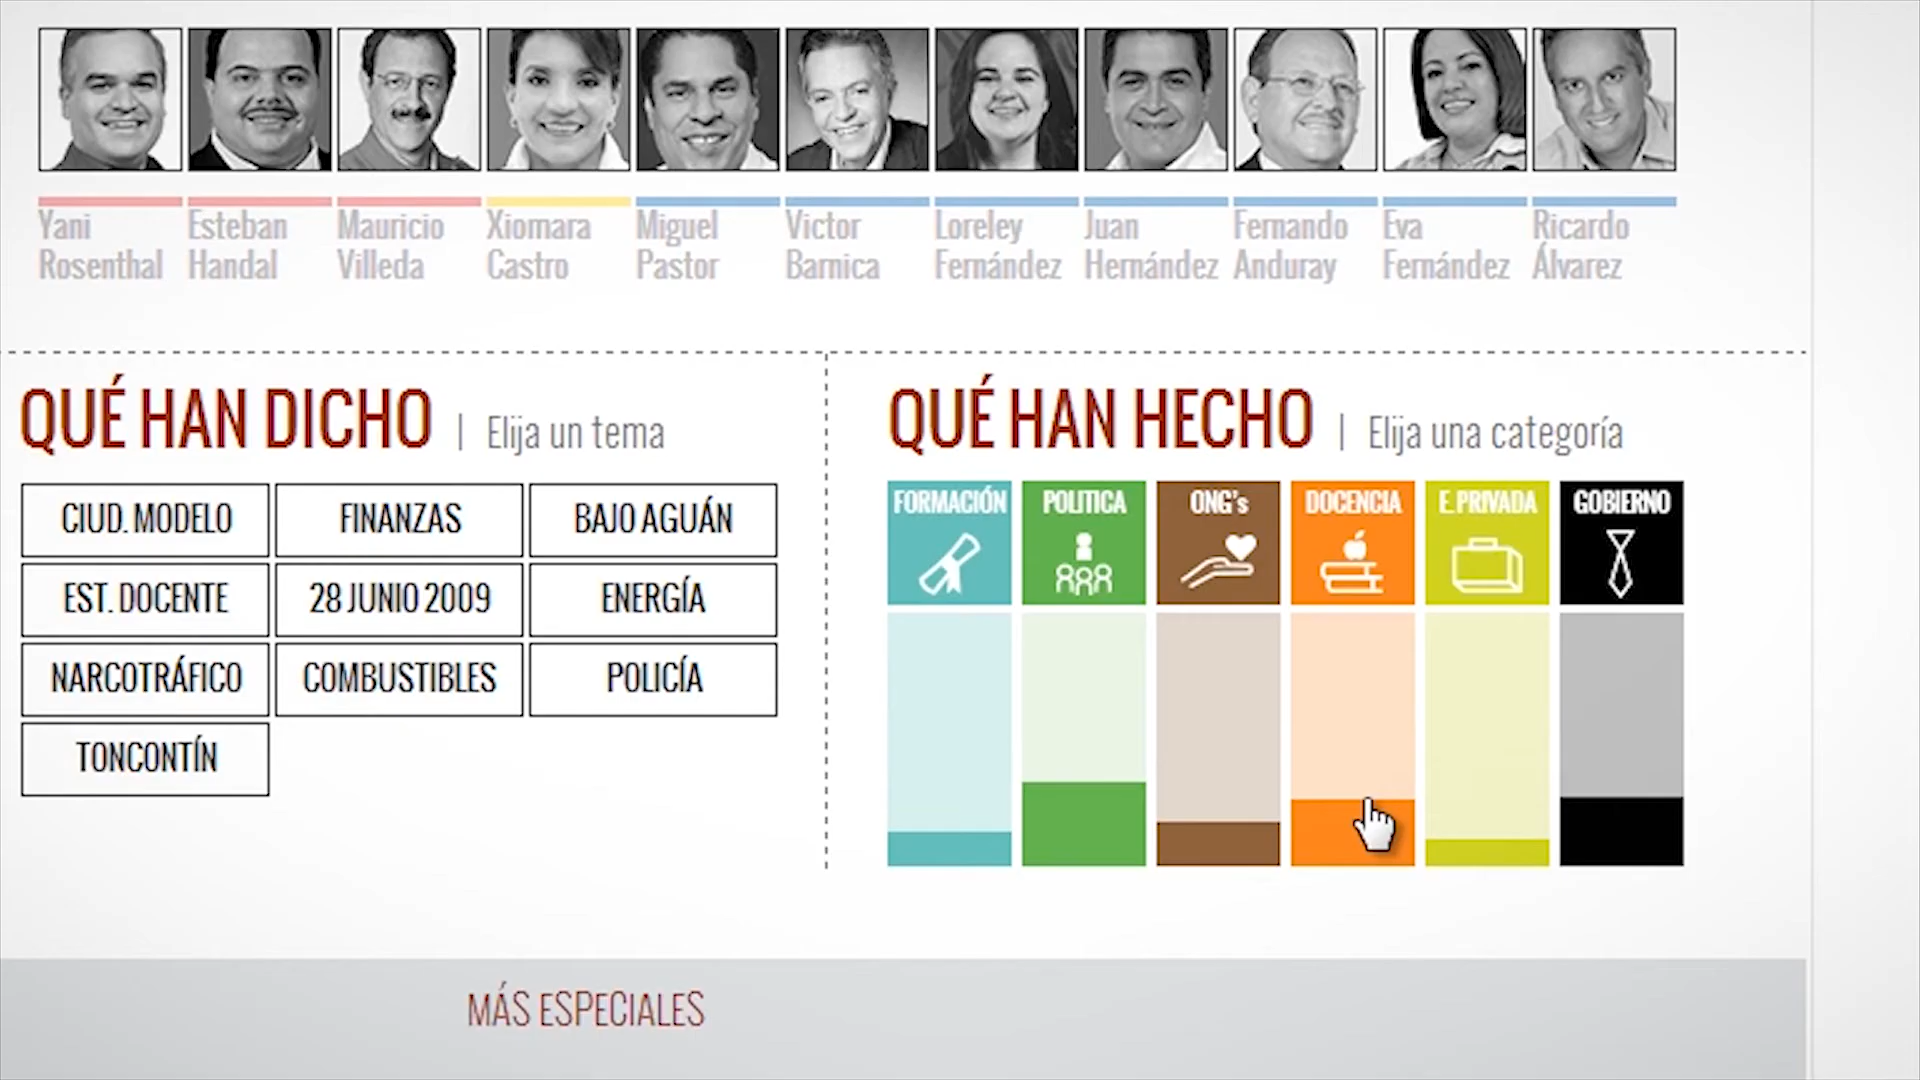 Yani Rosenthal
Esteban Handal
Mauricio Villeda
Xiomara Castro
Miguel Pastor
Victor Barnica
Loreley Fernández
Juan Hernández
Fernando Anduray
Eva Fernández
Ricardo Álvarez
QUÉ HAN DICHO | Elija un tema
CIUD. MODELO FINANZAS BAJO AGUÁN
EST. DOCENTE 28 JUNIO 2009 ENERGÍA
NARCOTRÁFICO COMBUSTIBLES POLICÍA
TONCONTÍN
QUÉ HAN HECHO | Elija una categoría
FORMACIÓN POLITICA ONG's DOCENCIA E.PRIVADA GOBIERNO
MÁS ESPECIALES